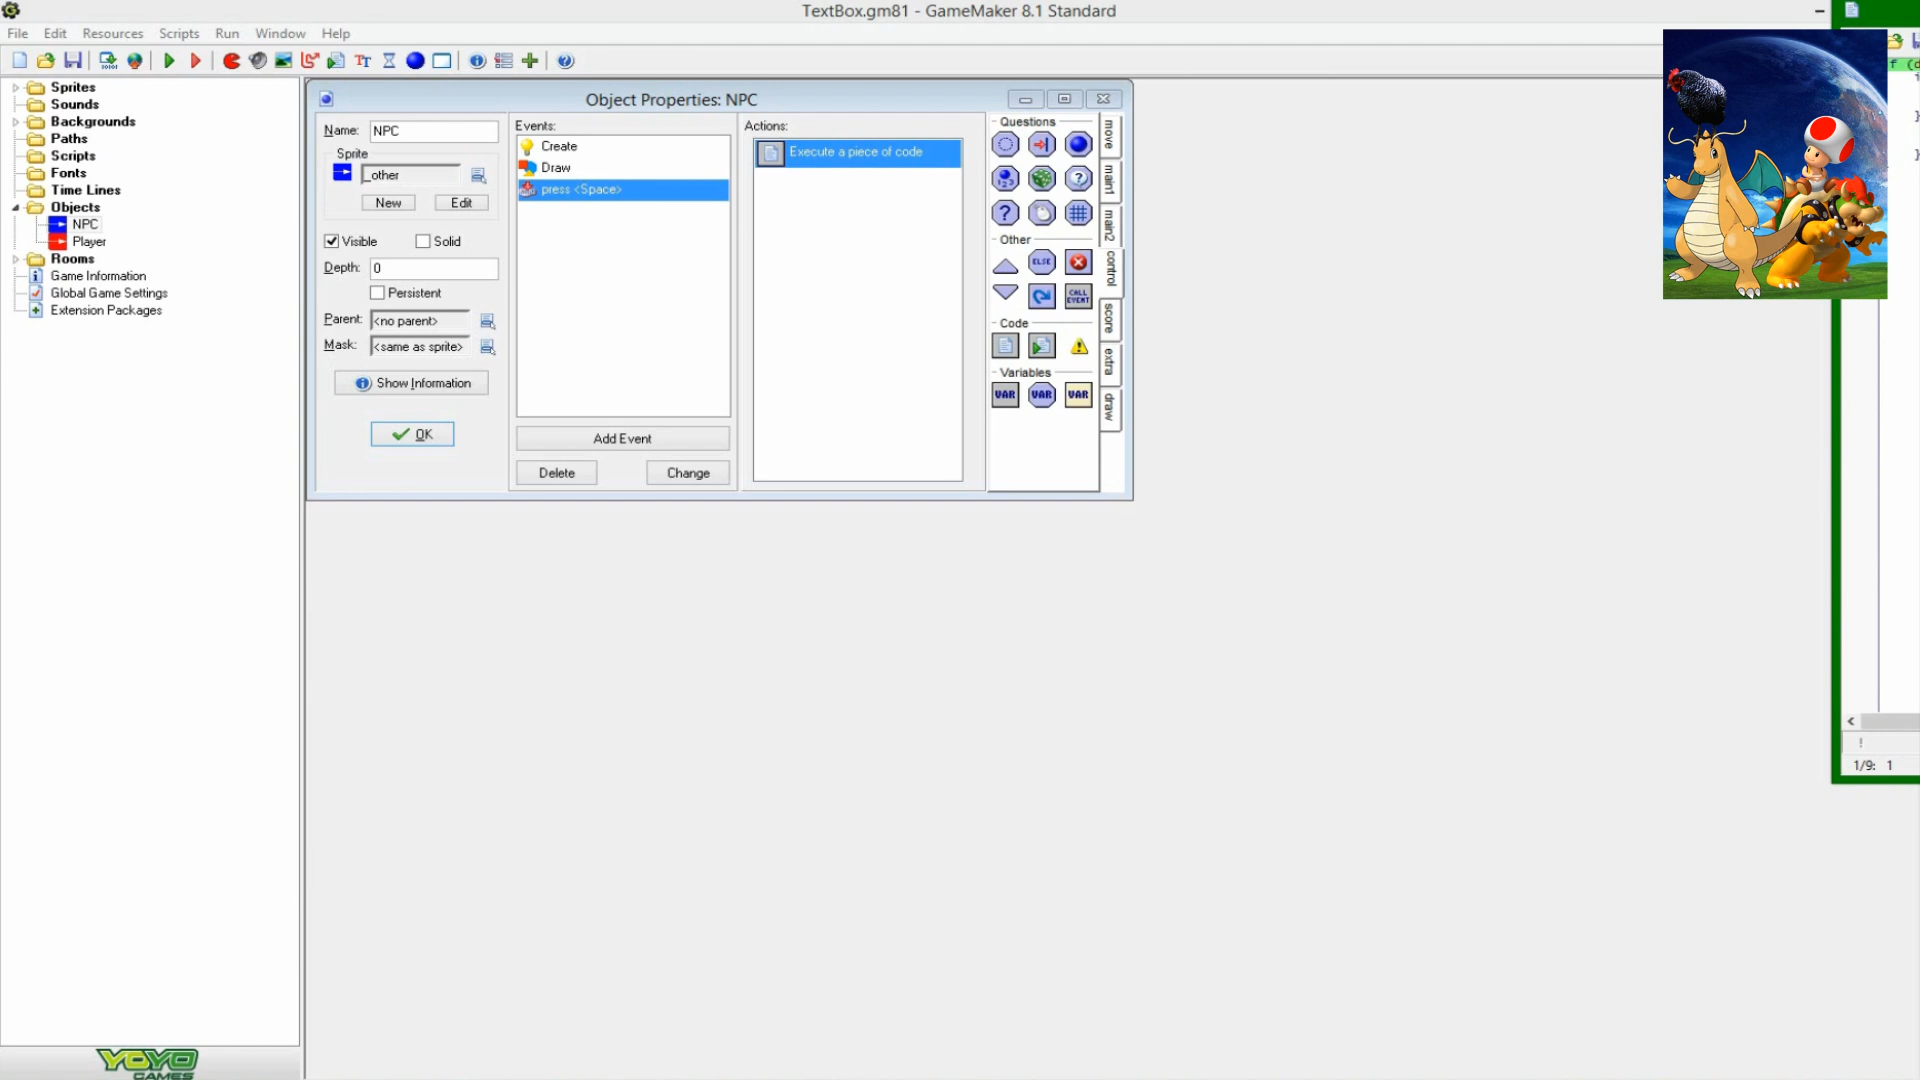 TextBox.gm81 - GameMaker 8.1 Standard
File Edit Resources Scripts Run Window Help
Sprites
Sounds
Backgrounds
Paths
Scripts
Fonts
Time Lines
Objects
NPC
Player
Rooms
Game Information
Global Game Settings
Extension Packages
YOYO
GAMES
Object Properties: NPC
Name: NPC
Sprite
_other
New Edit
Visible Solid
Depth: 0
Persistent
Parent: <no parent>
Mask: <same as sprite>
Show Information
OK
Events:
Create
Draw
press <Space>
Add Event
Delete Change
Actions:
Execute a piece of code
Questions
Other
ELSE
CALL EVENT
Code
Variables
VAR VAR VAR
move
main1
main2
control
score
extra
draw
f (d
i
}
}
1/9: 1